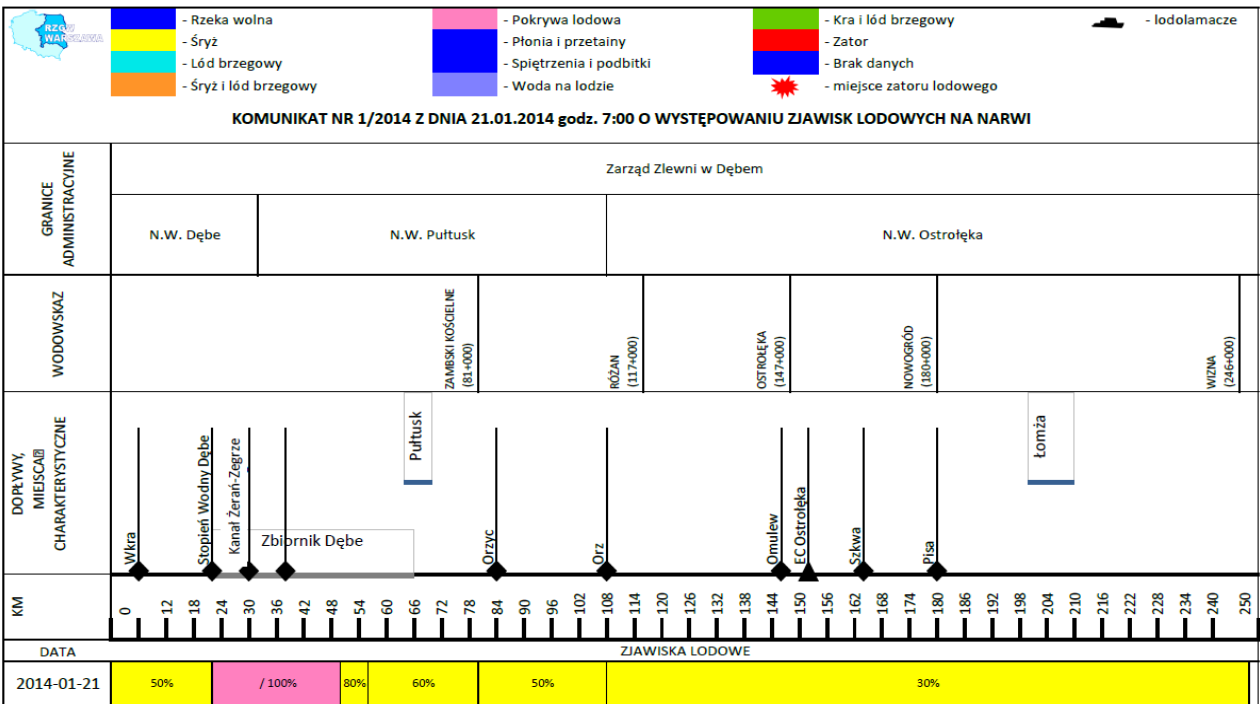 RZGW
WARSZAWA
- Rzeka wolna
- Śryż
- Lód brzegowy
- Śryż i lód brzegowy
- Pokrywa lodowa
- Płonia i przetainy
- Spiętrzenia i podbitki
- Woda na lodzie
- Kra i lód brzegowy
- Zator
- Brak danych
- miejsce zatoru lodowego
- lodolamacze
KOMUNIKAT NR 1/2014 Z DNIA 21.01.2014 godz. 7:00 O WYSTĘPOWANIU ZJAWISK LODOWYCH NA NARWI
GRANICE
ADMINISTRACYJNE
Zarząd Zlewni w Dębem
N.W. Dębe
N.W. Pułtusk
N.W. Ostrołęka
WODOWSKAZ
ZAMBSKI KOŚCIELNE
(81+000)
RÓŻAN
(117+000)
OSTROŁĘKA
(147+000)
NOWOGRÓD
(180+000)
WIZNA
(246+000)
DOPŁYWY,
MIEJSCA
CHARAKTERYSTYCZNE
Wkra
Stopień Wodny Dębe
Kanał Żerań-Zegrze
Zbiornik Dębe
Pułtusk
Orzyc
Orz
Omulew
EC Ostrołęka
Szkwa
Pisa
Łomża
KM
0 12 18 24 30 36 42 48 54 60 66 72 78 84 90 96 102 108 114 120 126 132 138 144 150 156 162 168 174 180 186 192 198 204 210 216 222 228 234 240 250
DATA
ZJAWISKA LODOWE
2014-01-21
50%
/ 100%
80%
60%
50%
30%